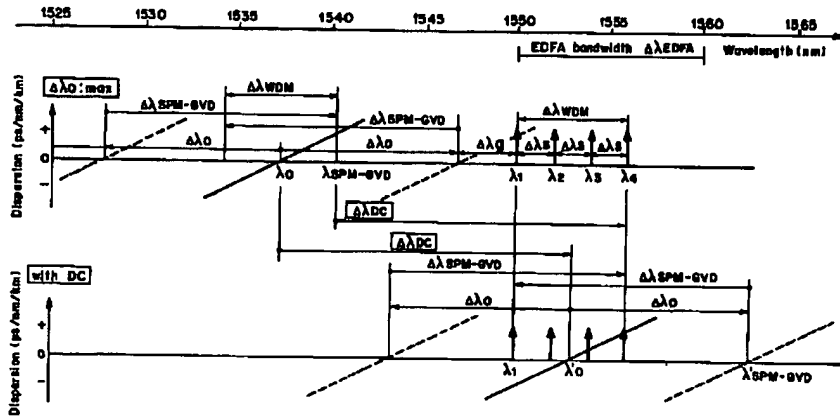 1525 1530 1535 1540 1545 1550 1555 1560 1565
EDFA bandwidth ΔλEDFA Wavelength (nm)
Δλ0:max
ΔλWDM ΔλWDM
ΔλSPM-GVD
ΔλSPM-GVD
Δλ0 Δλ0 Δλg ΔλS ΔλS ΔλS
Dispersion (ps/nm/km)
+
0
−
λ0 λSPM-GVD λ1 λ2 λ3 λ4
ΔλDC
ΔλDC
with DC
ΔλSPM-GVD ΔλSPM-GVD
Δλ0 Δλ0
Dispersion (ps/nm/km)
+
0
−
λ1 λ'0 λ'SPM-GVD